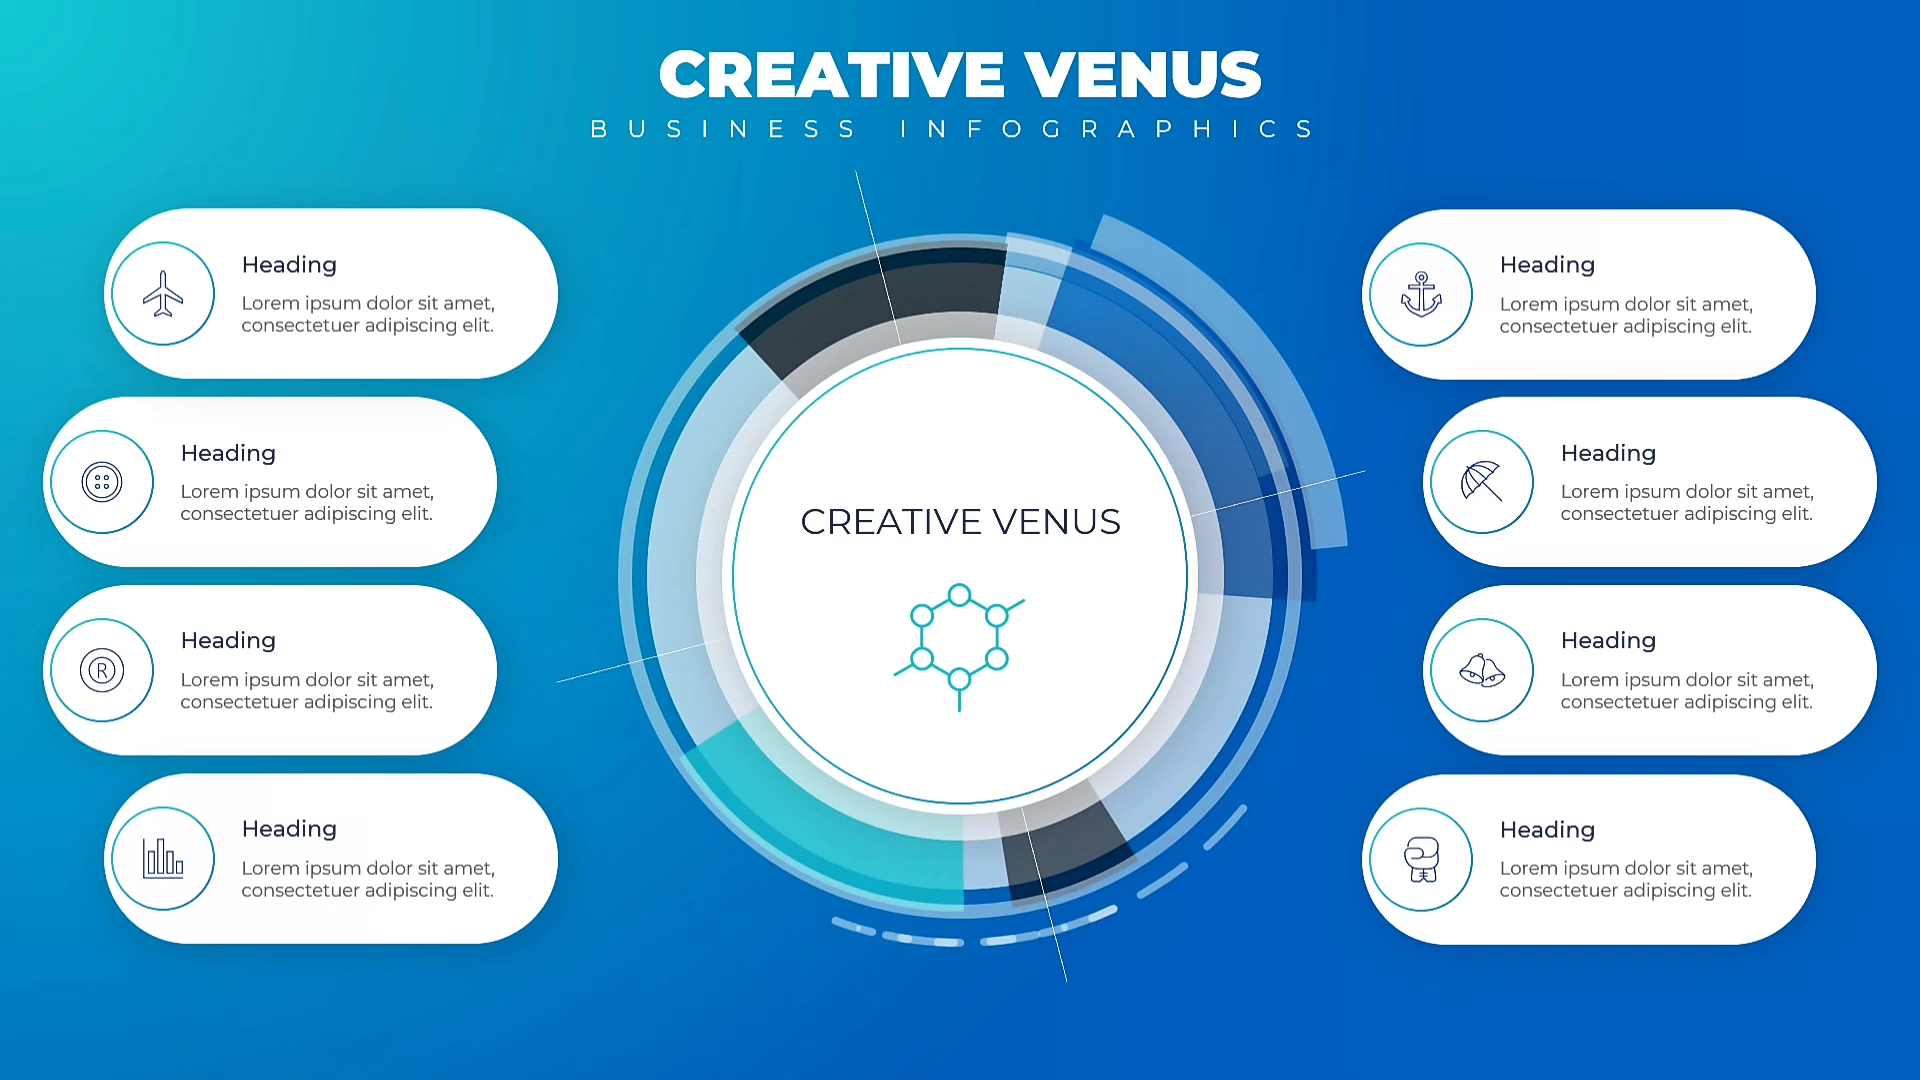 CREATIVE VENUS
BUSINESS INFOGRAPHICS
Heading
Lorem ipsum dolor sit amet,
consectetuer adipiscing elit.
Heading
Lorem ipsum dolor sit amet,
consectetuer adipiscing elit.
R
Heading
Lorem ipsum dolor sit amet,
consectetuer adipiscing elit.
Heading
Lorem ipsum dolor sit amet,
consectetuer adipiscing elit.
CREATIVE VENUS
Heading
Lorem ipsum dolor sit amet,
consectetuer adipiscing elit.
Heading
Lorem ipsum dolor sit amet,
consectetuer adipiscing elit.
Heading
Lorem ipsum dolor sit amet,
consectetuer adipiscing elit.
Heading
Lorem ipsum dolor sit amet,
consectetuer adipiscing elit.